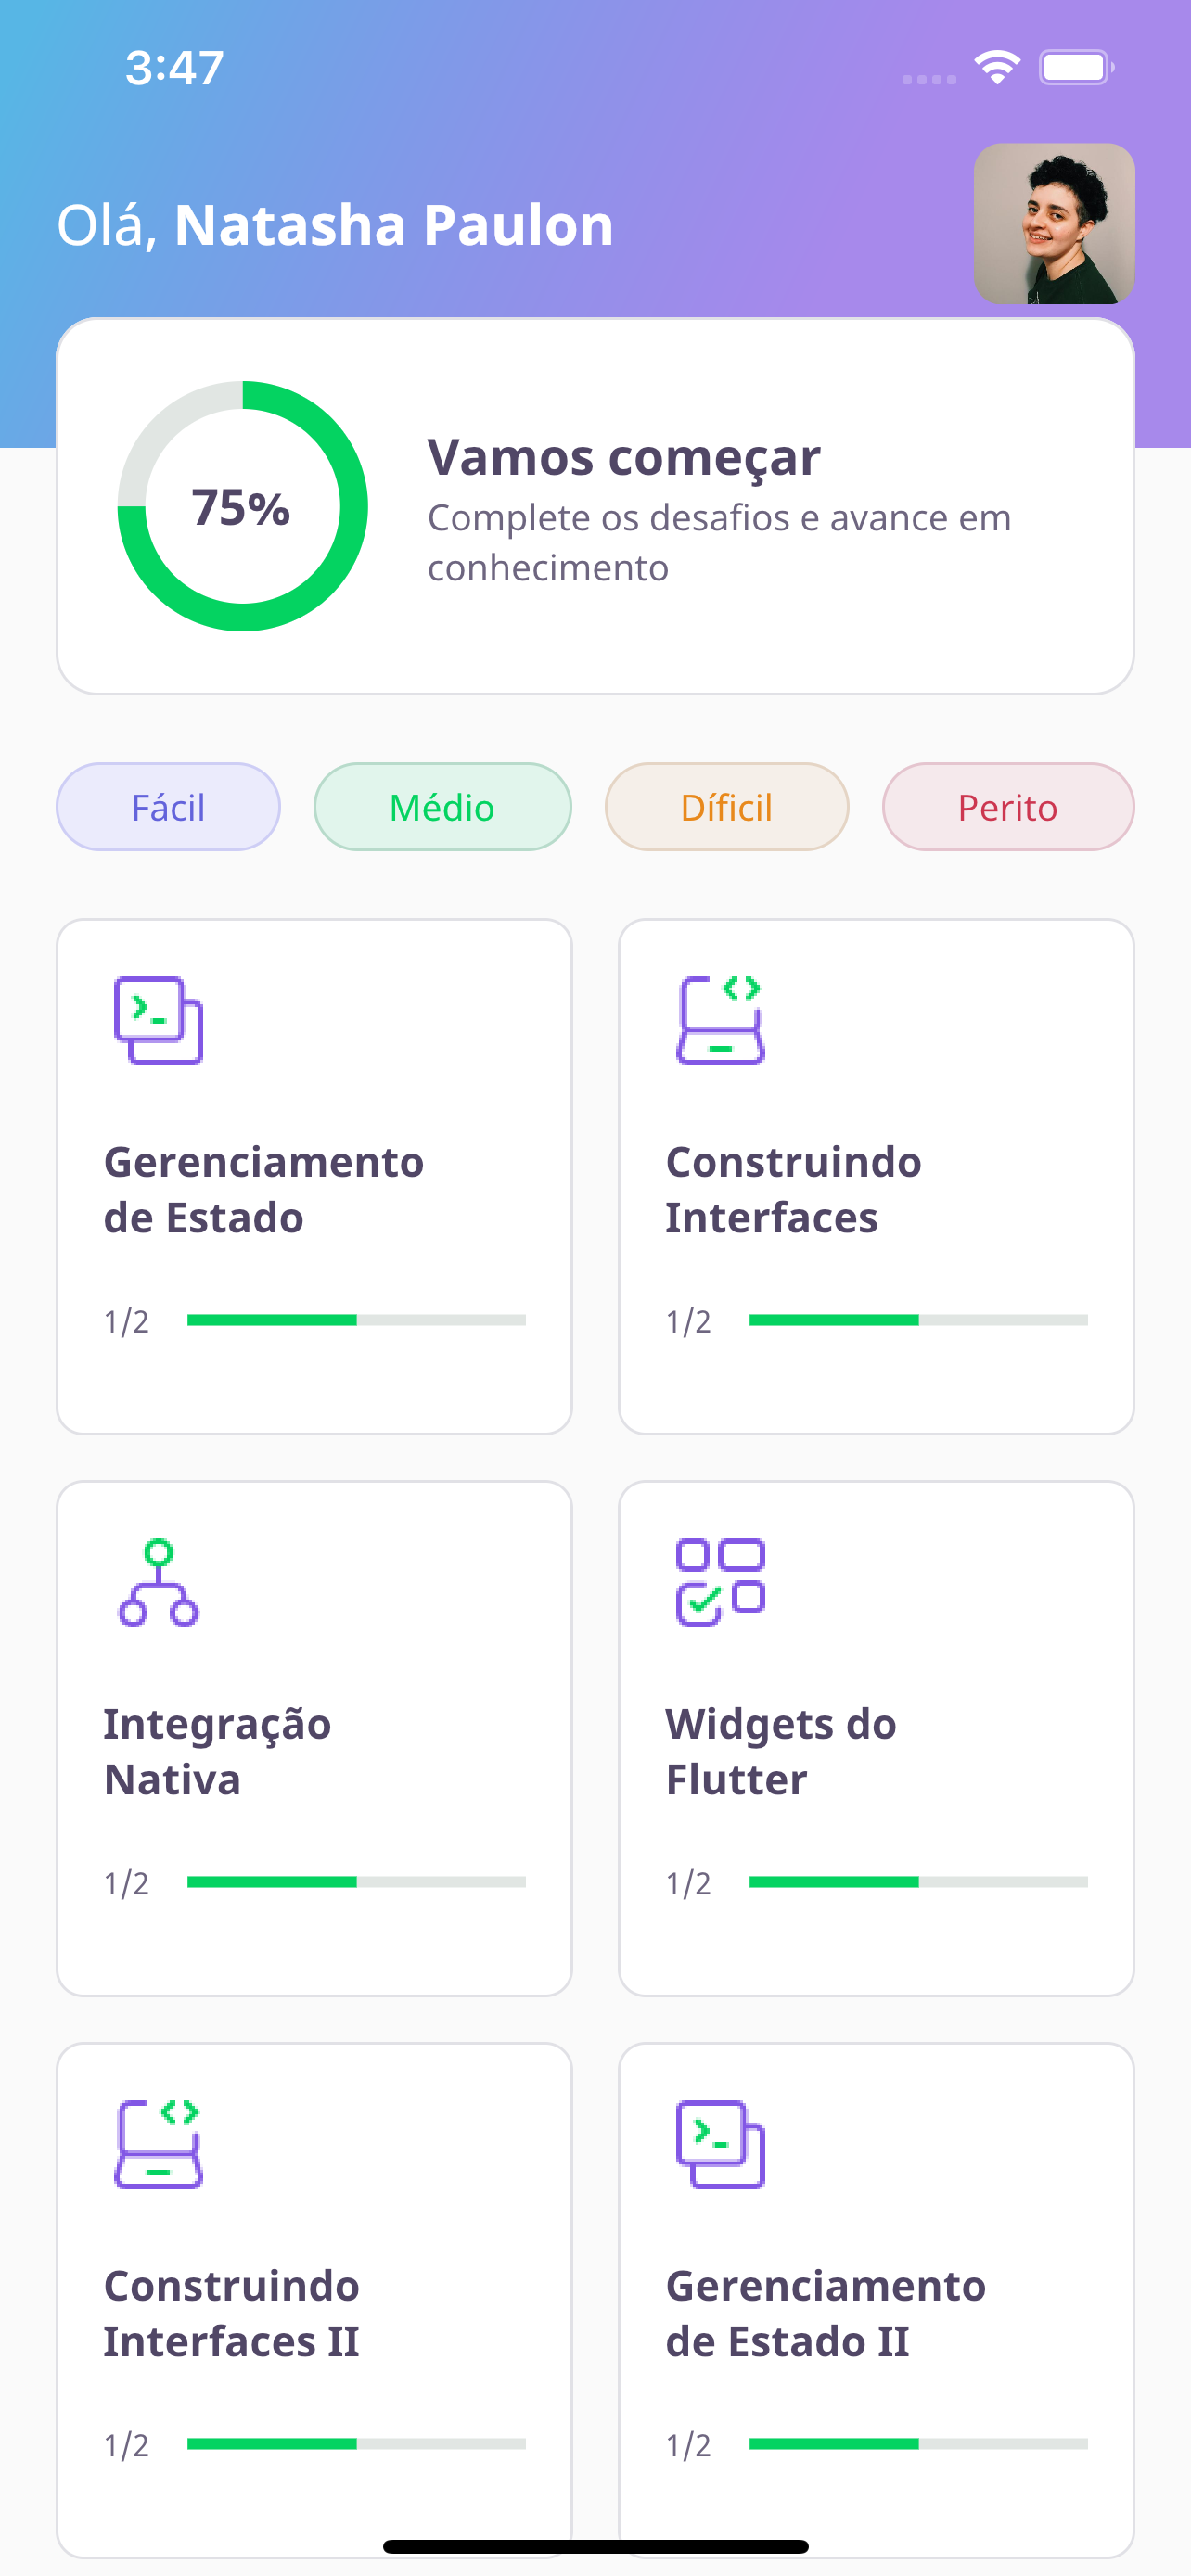 3:47
Olá, Natasha Paulon
75%
Vamos começar
Complete os desafios e avance em
conhecimento
Fácil
Médio
Díficil
Perito
Gerenciamento
de Estado
1/2
Construindo
Interfaces
1/2
Integração
Nativa
1/2
Widgets do
Flutter
1/2
Construindo
Interfaces II
1/2
Gerenciamento
de Estado II
1/2